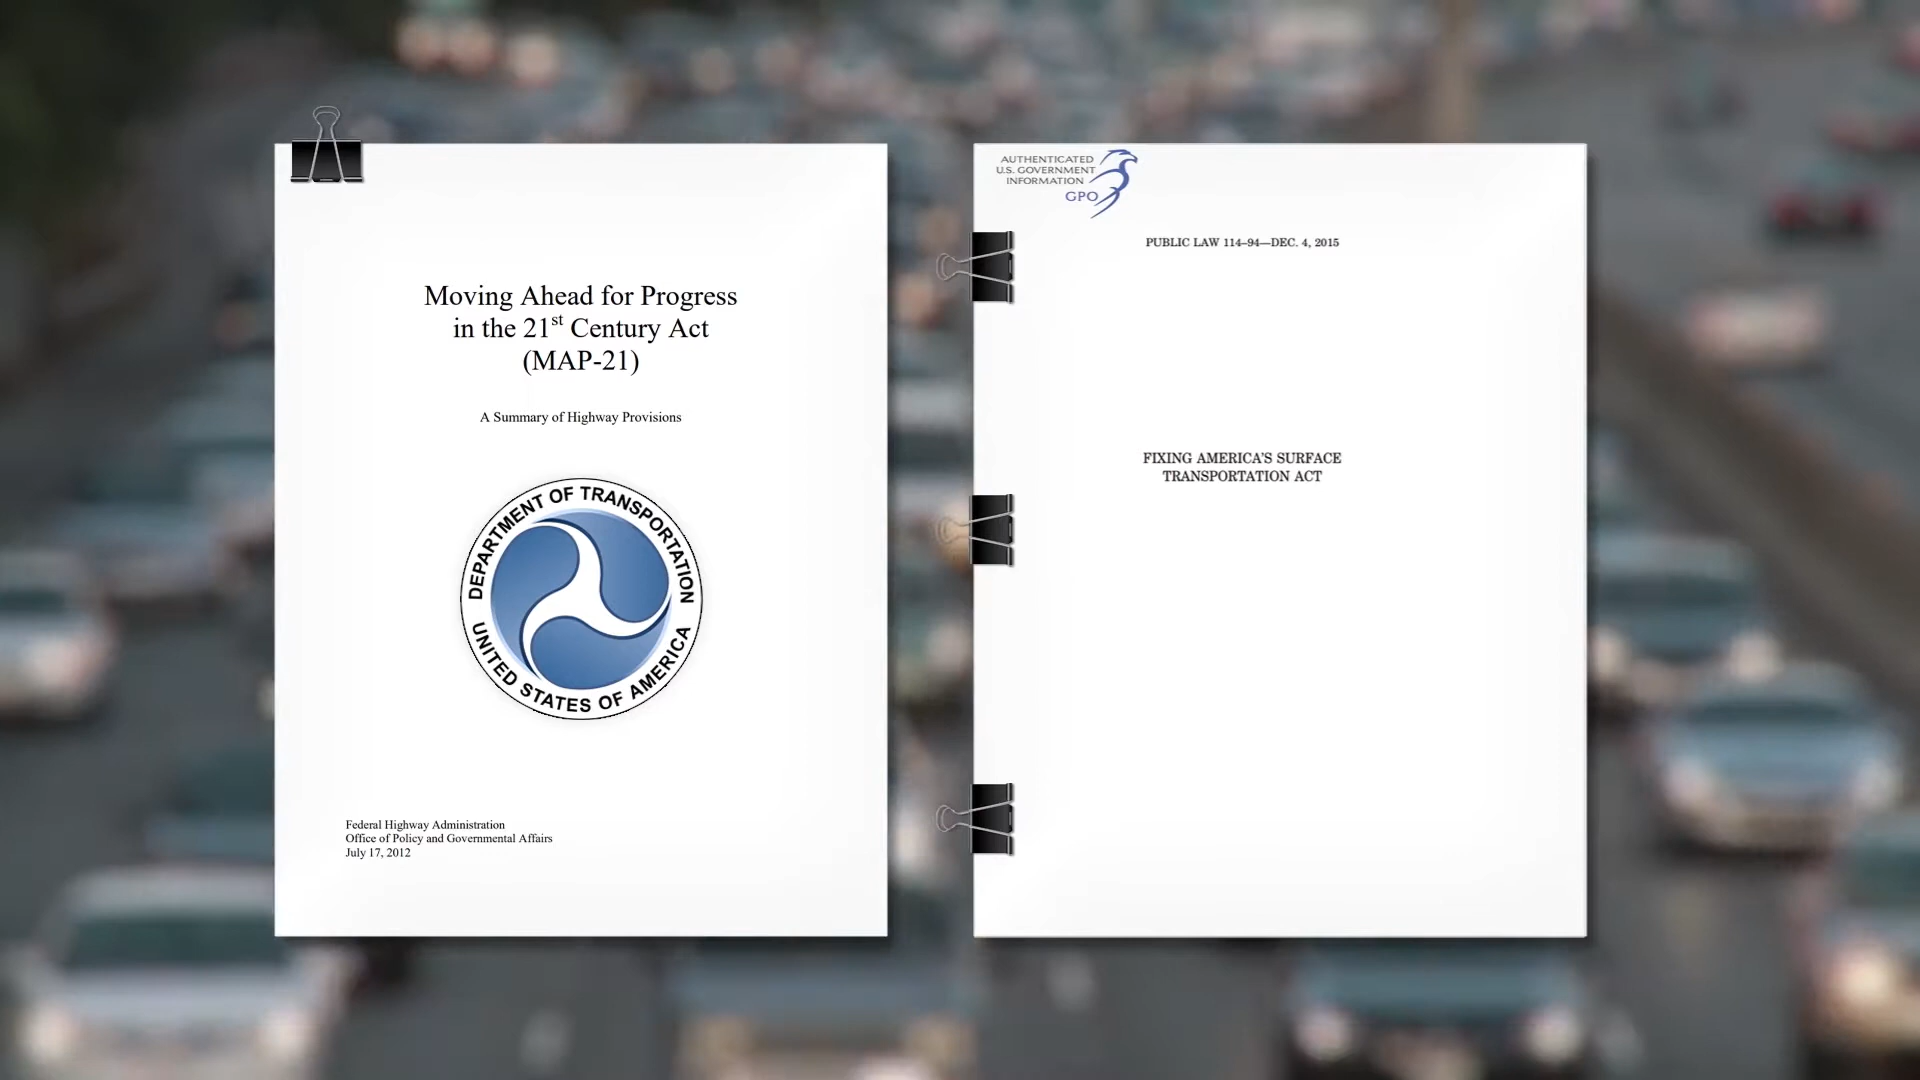 Moving Ahead for Progress
in the 21st Century Act
(MAP-21)
A Summary of Highway Provisions
DEPARTMENT OF TRANSPORTATION
UNITED STATES OF AMERICA
Federal Highway Administration
Office of Policy and Governmental Affairs
July 17, 2012
AUTHENTICATED
U.S. GOVERNMENT
INFORMATION
GPO
PUBLIC LAW 114–94—DEC. 4, 2015
FIXING AMERICA'S SURFACE
TRANSPORTATION ACT